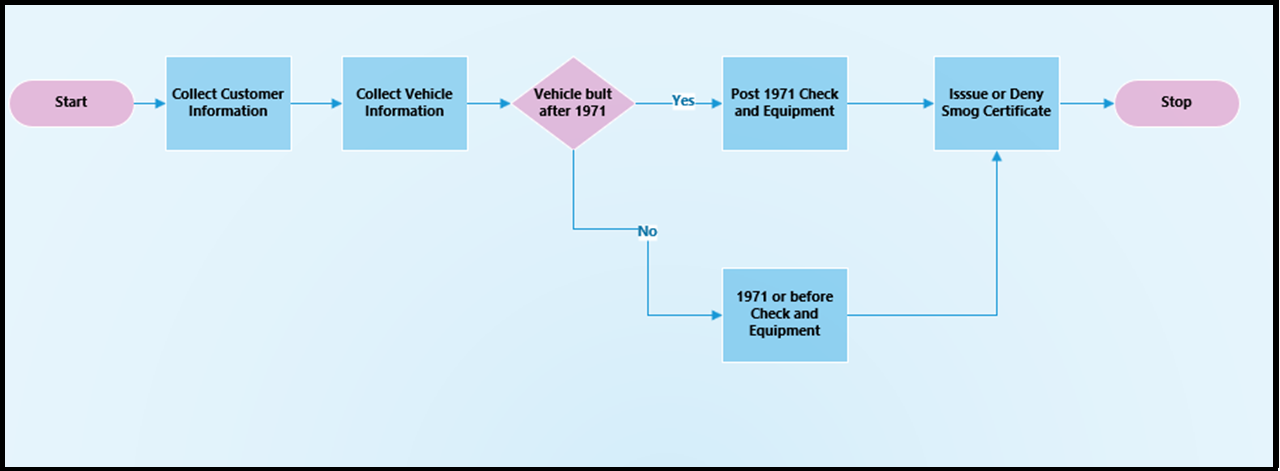 Start
Collect Customer
Information
Collect Vehicle
Information
Vehicle bult
after 1971
Yes
Post 1971 Check
and Equipment
Isssue or Deny
Smog Certificate
Stop
No
1971 or before
Check and
Equipment